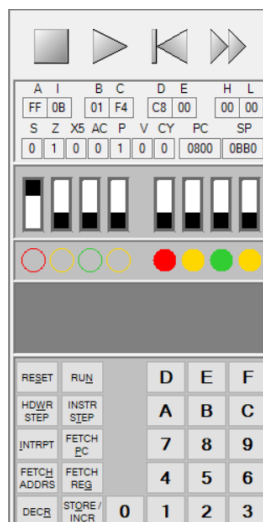 A I B C D E H L
FF 0B 01 F4 C8 00 00 00
S Z X5 AC P V CY PC SP
0 1 0 0 1 0 0 0800 0BB0
RESET RUN D E F
HDWR STEP INSTR STEP A B C
INTRPT FETCH PC 7 8 9
FETCH ADDRS FETCH REG 4 5 6
DECR STORE / INCR 0 1 2 3